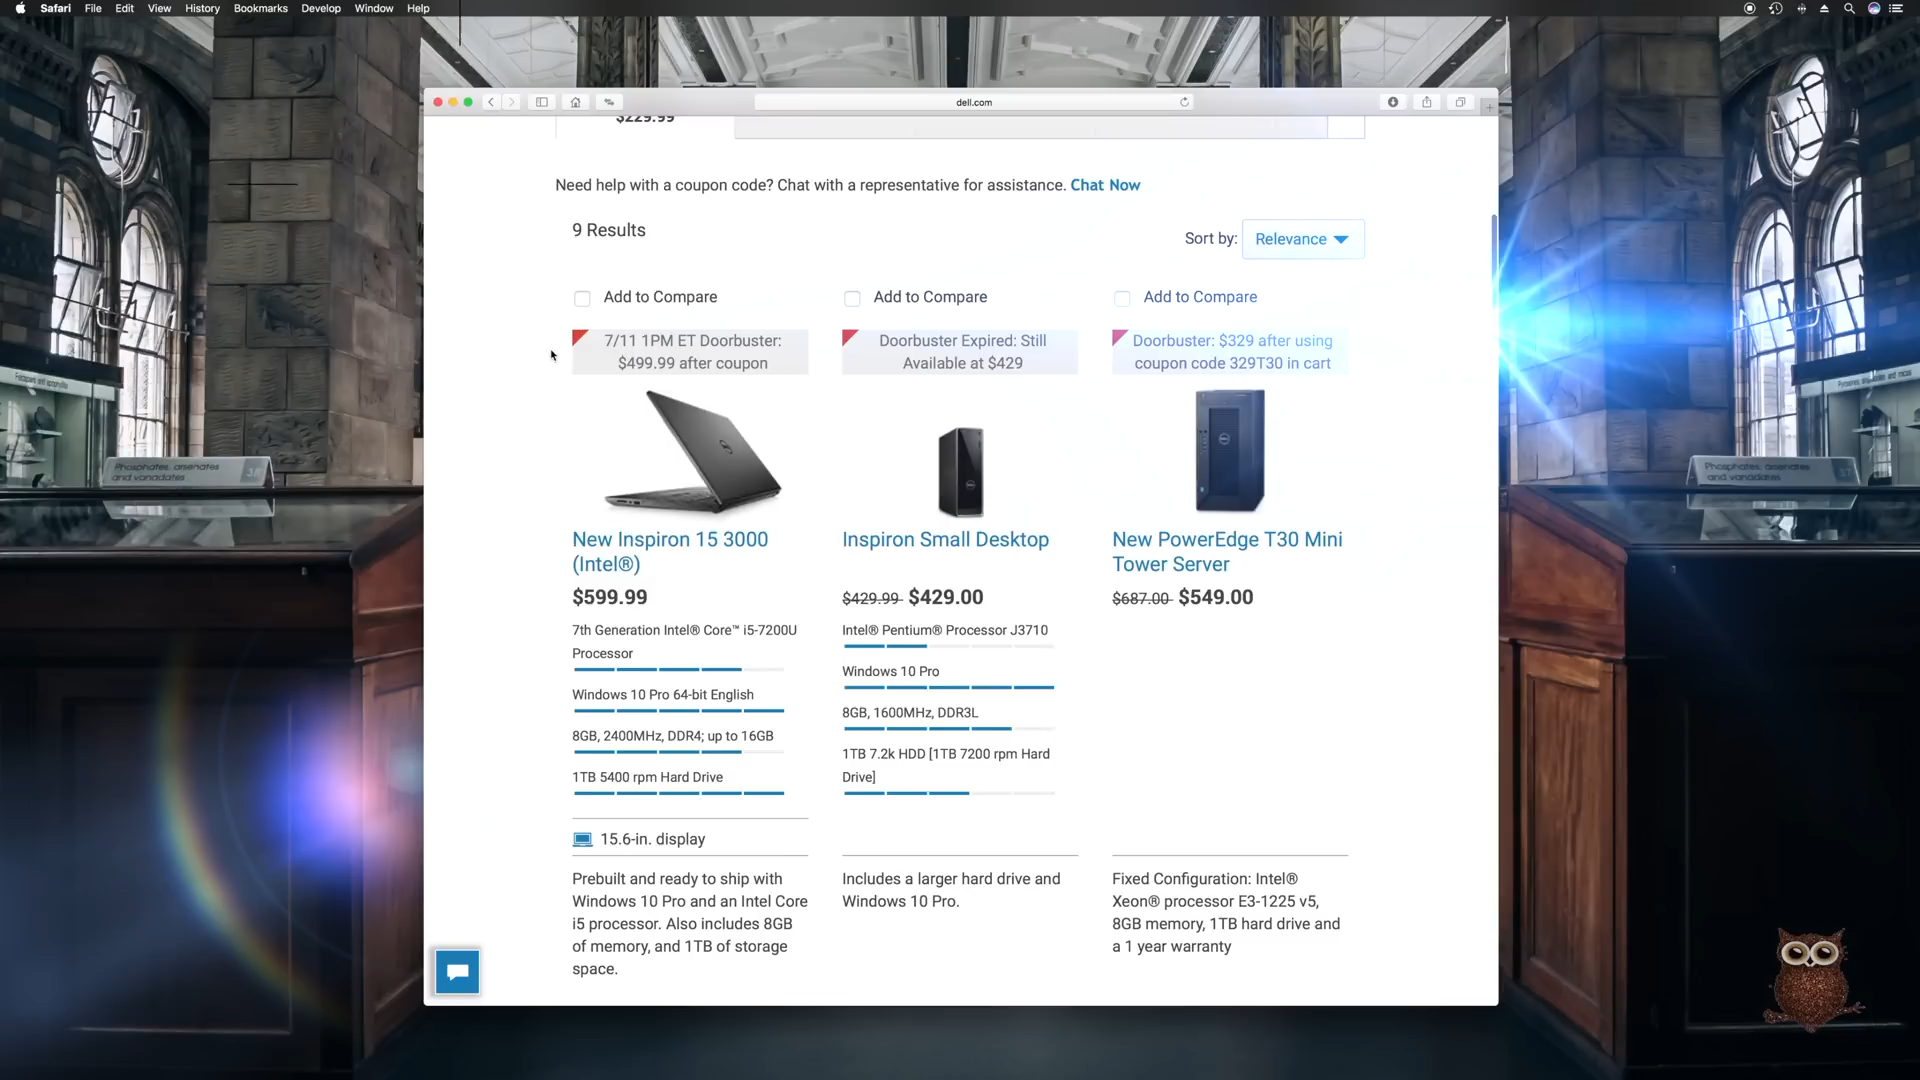 Safari File Edit View History Bookmarks Develop Window Help
dell.com
$229.99
Need help with a coupon code? Chat with a representative for assistance. Chat Now
9 Results
Sort by: Relevance
Add to Compare
7/11 1PM ET Doorbuster:
$499.99 after coupon
New Inspiron 15 3000
(Intel®)
$599.99
7th Generation Intel® Core™ i5-7200U
Processor
Windows 10 Pro 64-bit English
8GB, 2400MHz, DDR4; up to 16GB
1TB 5400 rpm Hard Drive
15.6-in. display
Prebuilt and ready to ship with
Windows 10 Pro and an Intel Core
i5 processor. Also includes 8GB
of memory, and 1TB of storage
space.
Add to Compare
Doorbuster Expired: Still
Available at $429
Inspiron Small Desktop
$429.99 $429.00
Intel® Pentium® Processor J3710
Windows 10 Pro
8GB, 1600MHz, DDR3L
1TB 7.2k HDD [1TB 7200 rpm Hard
Drive]
Includes a larger hard drive and
Windows 10 Pro.
Add to Compare
Doorbuster: $329 after using
coupon code 329T30 in cart
New PowerEdge T30 Mini
Tower Server
$687.00 $549.00
Fixed Configuration: Intel®
Xeon® processor E3-1225 v5,
8GB memory, 1TB hard drive and
a 1 year warranty
Phosphates, arsenates
and vanadates
Phosphates, arsenates
and vanadates